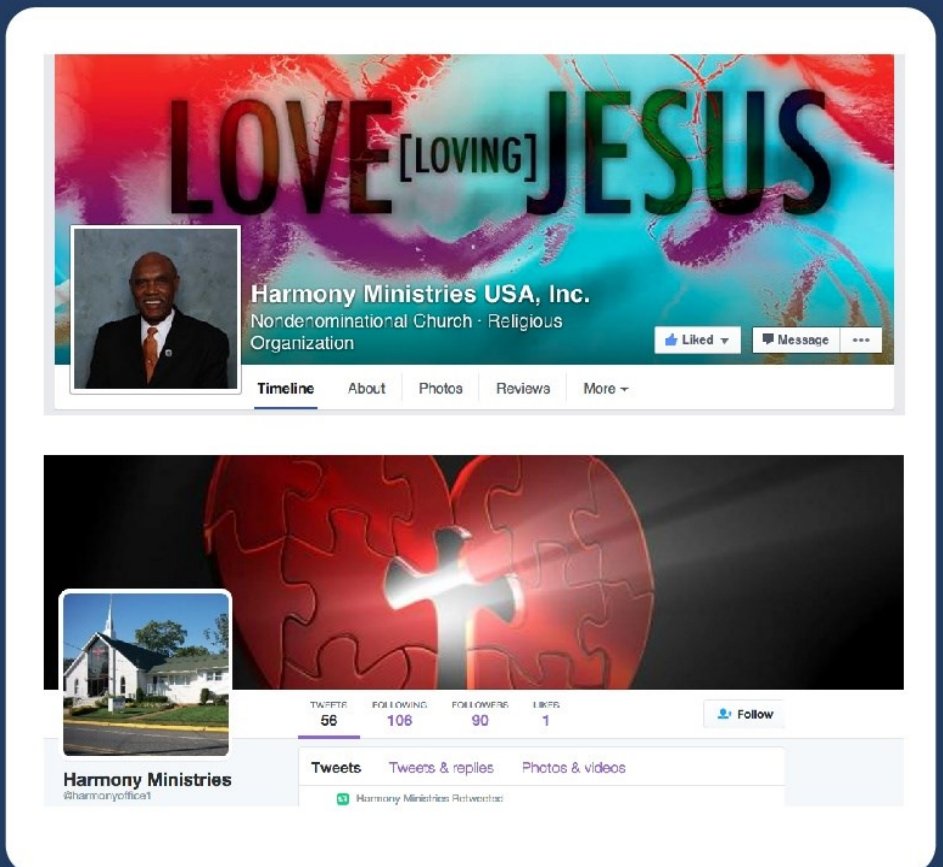 LOVE [LOVING] JESUS
Harmony Ministries USA, Inc.
Nondenominational Church · Religious
Organization
Liked
Message
Timeline About Photos Reviews More
TWEETS FOLLOWING FOLLOWERS LIKES
56 106 90 1
Follow
Harmony Ministries
@harmonyoffice1
Tweets Tweets & replies Photos & videos
Harmony Ministries Retweeted